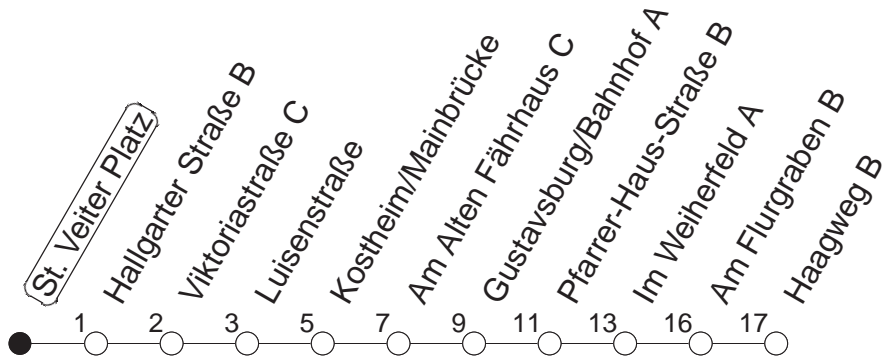 St. Veiter Platz
Hallgarter Straße B
Viktoriastraße C
Luisenstraße
Kostheim/Mainbrücke
Am Alten Fährhaus C
Gustavsburg/Bahnhof A
Pfarrer-Haus-Straße B
Im Weiherfeld A
Am Flurgraben B
Haagweg B
1 2 3 5 7 9 11 13 16 17